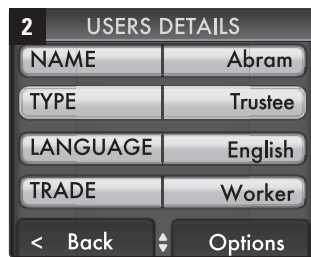 2 USERS DETAILS
NAME Abram
TYPE Trustee
LANGUAGE English
TRADE Worker
< Back Options